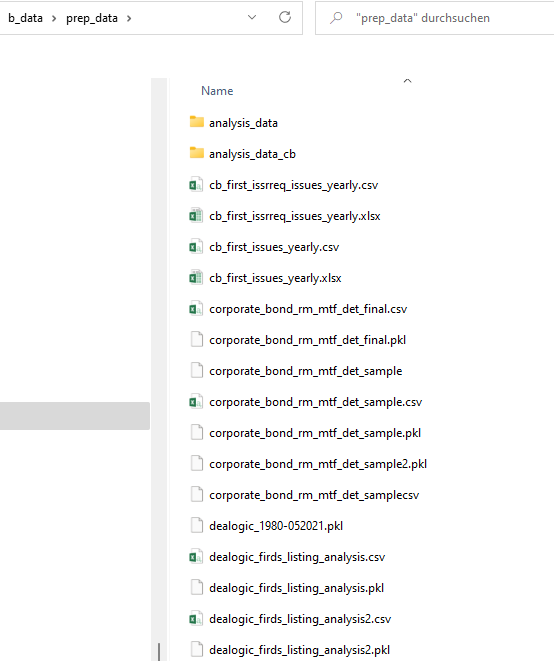 b_data > prep_data >
"prep_data" durchsuchen
Name
analysis_data
analysis_data_cb
cb_first_issrreq_issues_yearly.csv
cb_first_issrreq_issues_yearly.xlsx
cb_first_issues_yearly.csv
cb_first_issues_yearly.xlsx
corporate_bond_rm_mtf_det_final.csv
corporate_bond_rm_mtf_det_final.pkl
corporate_bond_rm_mtf_det_sample
corporate_bond_rm_mtf_det_sample.csv
corporate_bond_rm_mtf_det_sample.pkl
corporate_bond_rm_mtf_det_sample2.pkl
corporate_bond_rm_mtf_det_samplecsv
dealogic_1980-052021.pkl
dealogic_firds_listing_analysis.csv
dealogic_firds_listing_analysis.pkl
dealogic_firds_listing_analysis2.csv
dealogic_firds_listing_analysis2.pkl